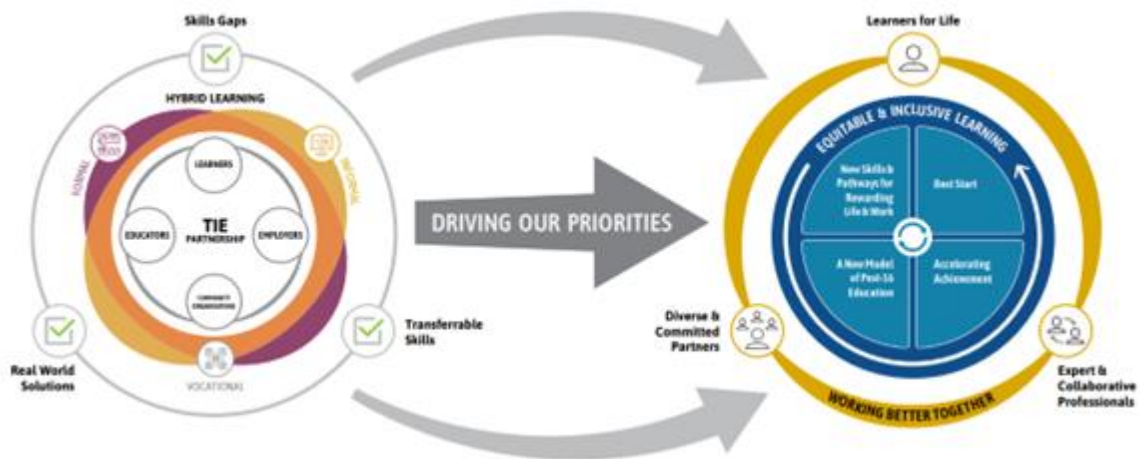 Skills Gaps
HYBRID LEARNING
FORMAL
INFORMAL
LEARNERS
TIE
PARTNERSHIP
EDUCATORS
EMPLOYERS
COMMUNITY
ORGANISATIONS
VOCATIONAL
Real World
Solutions
Transferrable
Skills
DRIVING OUR PRIORITIES
Learners for Life
EQUITABLE & INCLUSIVE LEARNING
New Skills &
Pathways for
Rewarding
Life & Work
Best Start
A New Model
of Post-16
Education
Accelerating
Achievement
Diverse &
Committed
Partners
Expert &
Collaborative
Professionals
WORKING BETTER TOGETHER